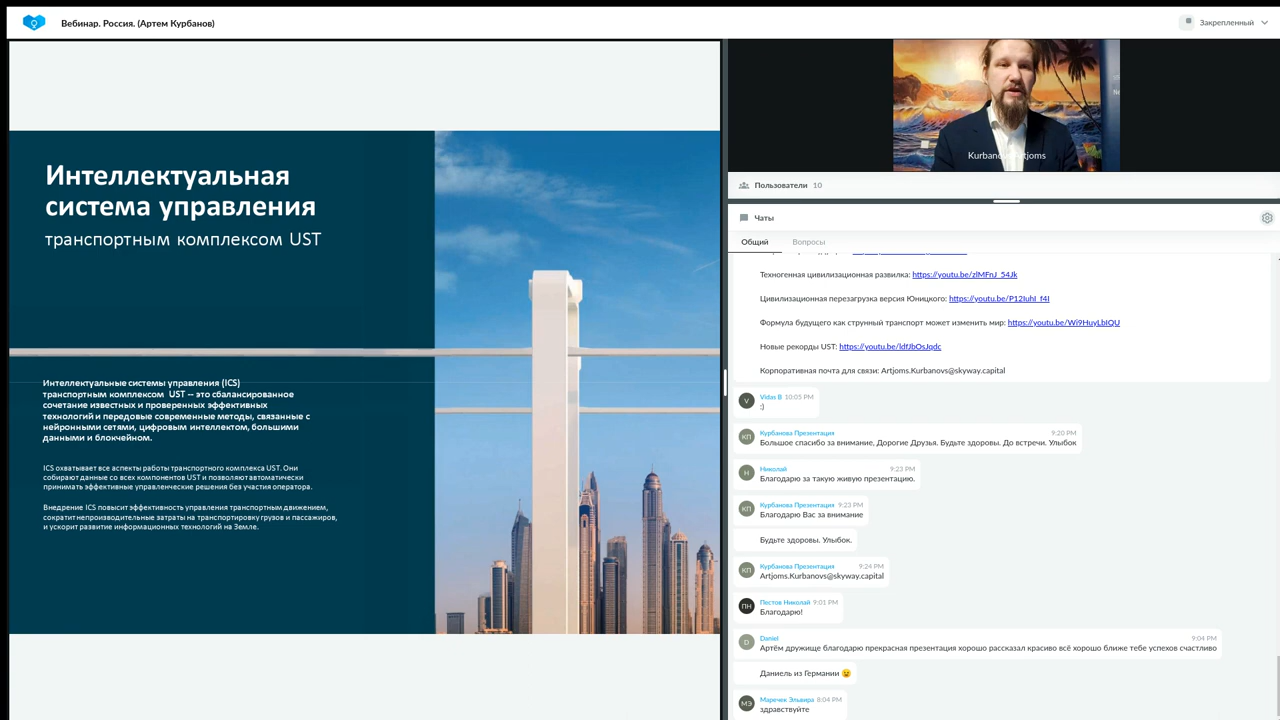 Вебинар. Россия. (Артем Курбанов)
Закрепленный
Интеллектуальная
система управления
транспортным комплексом UST
Интеллектуальные системы управления (ICS)
транспортным комплексом UST -- это сбалансированное
сочетание известных и проверенных эффективных
технологий и передовые современные методы, связанные с
нейронными сетями, цифровым интеллектом, большими
данными и блокчейном.
ICS охватывает все аспекты работы транспортного комплекса UST. Они
собирают данные со всех компонентов UST и позволяют автоматически
принимать эффективные управленческие решения без участия оператора.
Внедрение ICS повысит эффективность управления транспортным движением,
сократит непроизводительные затраты на транспортировку грузов и пассажиров,
и ускорит развитие информационных технологий на Земле.
Пользователи 10
Чаты
Общий Вопросы
Техногенная цивилизационная развилка: https://youtu.be/zlMFnJ_54Jk
Цивилизационная перезагрузка версия Юницкого: https://youtu.be/P12IuhI_f4I
Формула будущего как струнный транспорт может изменить мир: https://youtu.be/Wi9HuyLbIQU
Новые рекорды UST: https://youtu.be/ldfJbOsJqdc
Корпоративная почта для связи: Artjoms.Kurbanovs@skyway.capital
V Vidas B 10:05 PM
:)
КП Курбанова Презентация 9:20 PM
Большое спасибо за внимание, Дорогие Друзья. Будьте здоровы. До встречи. Улыбок
Н Николай 9:23 PM
Благодарю за такую живую презентацию.
КП Курбанова Презентация 9:23 PM
Благодарю Вас за внимание
Будьте здоровы. Улыбок.
КП Курбанова Презентация 9:24 PM
Artjoms.Kurbanovs@skyway.capital
ПН Пестов Николай 9:01 PM
Благодарю!
D Daniel 9:04 PM
Артём дружище благодарю прекрасная презентация хорошо рассказал красиво всё хорошо ближе тебе успехов счастливо
Даниель из Германии
МЭ Маречек Эльвира 8:04 PM
здравствуйте